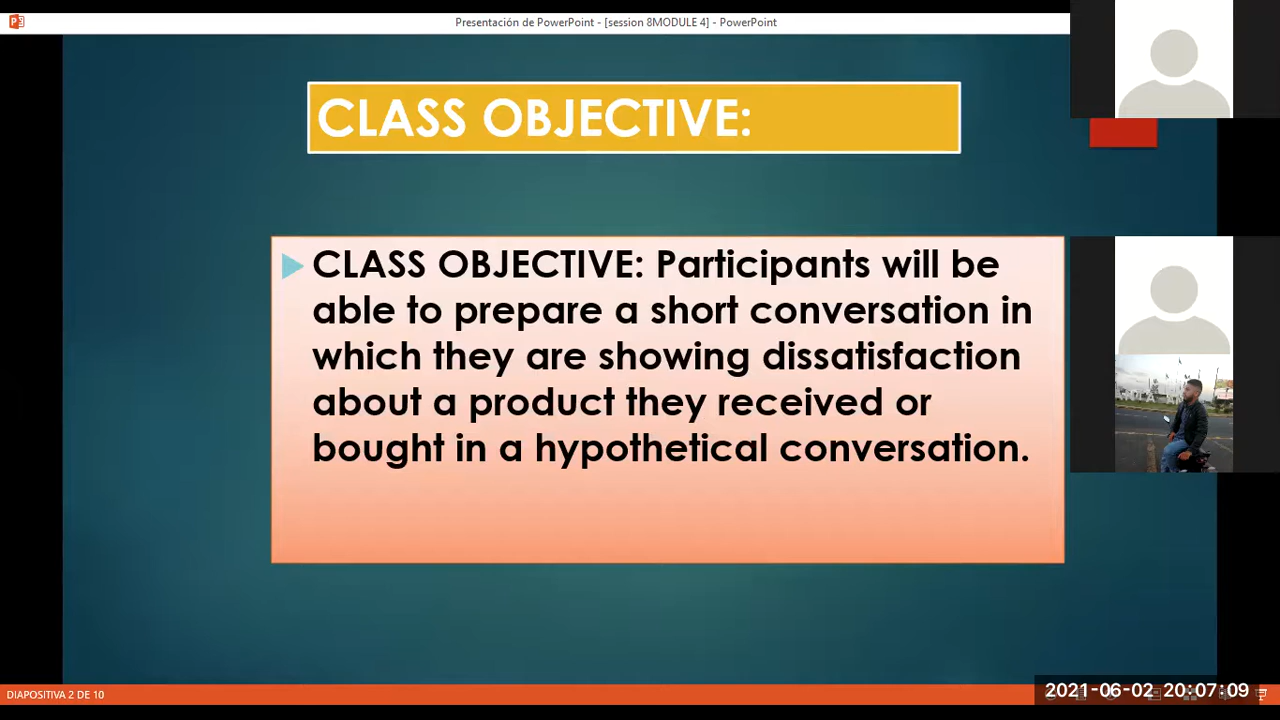 Presentación de PowerPoint - [session 8MODULE 4] - PowerPoint
CLASS OBJECTIVE:
CLASS OBJECTIVE: Participants will be
able to prepare a short conversation in
which they are showing dissatisfaction
about a product they received or
bought in a hypothetical conversation.
DIAPOSITIVA 2 DE 10
2021-06-02 20:07:09